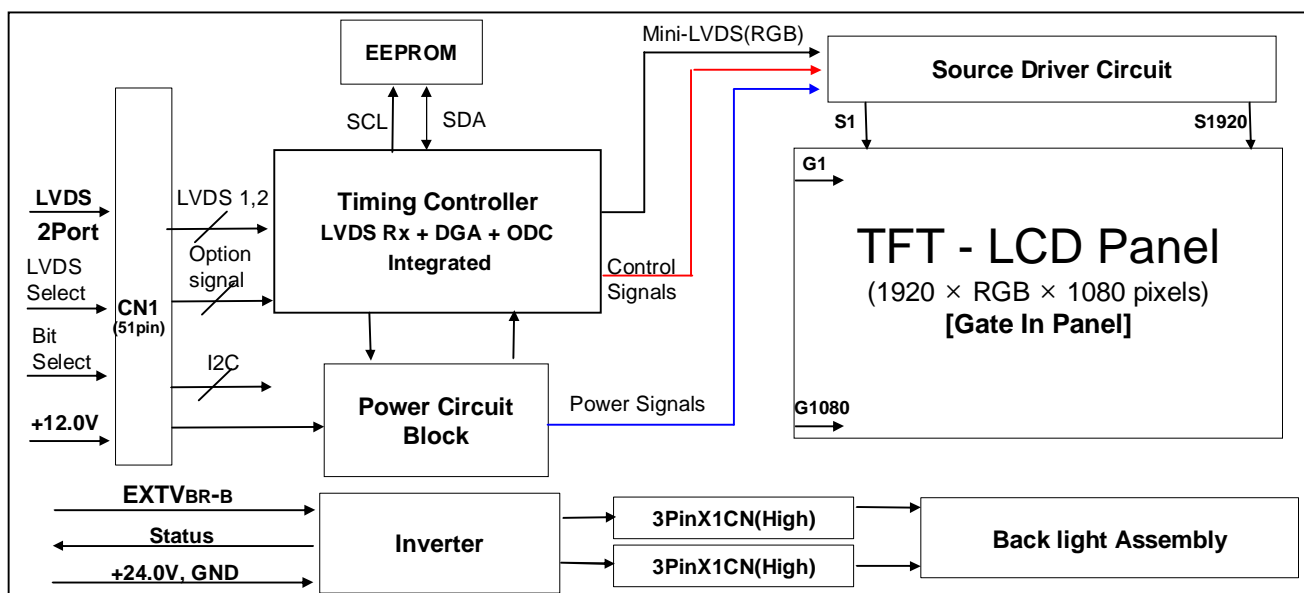 EEPROM
Mini-LVDS(RGB)
Source Driver Circuit
SCL
SDA
S1
S1920
LVDS
2Port
LVDS
Select
Bit
Select
+12.0V
CN1
(51pin)
LVDS 1,2
Option
signal
I2C
Timing Controller
LVDS Rx + DGA + ODC
Integrated
Control
Signals
Power Circuit
Block
Power Signals
G1
TFT - LCD Panel
(1920 × RGB × 1080 pixels)
[Gate In Panel]
G1080
EXTVBR-B
Status
+24.0V, GND
Inverter
3PinX1CN(High)
3PinX1CN(High)
Back light Assembly